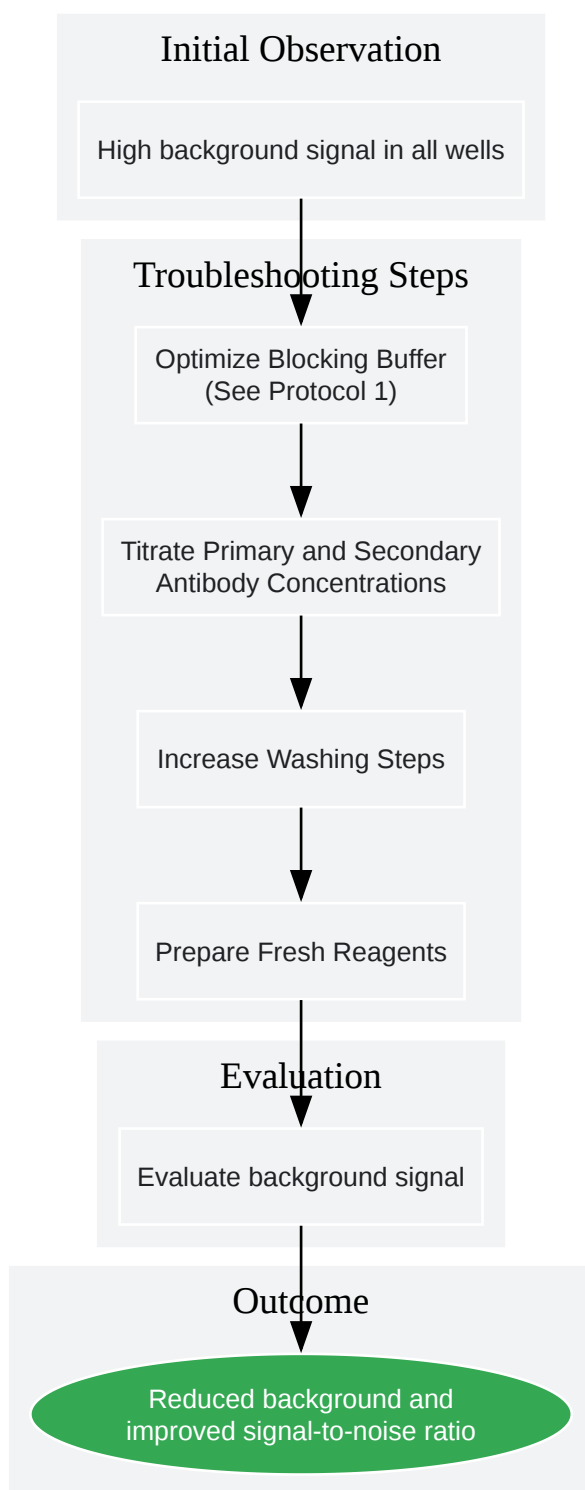 Initial Observation
High background signal in all wells
Troubleshooting Steps
Optimize Blocking Buffer
(See Protocol 1)
Titrate Primary and Secondary
Antibody Concentrations
Increase Washing Steps
Prepare Fresh Reagents
Evaluation
Evaluate background signal
Outcome
Reduced background and
improved signal-to-noise ratio